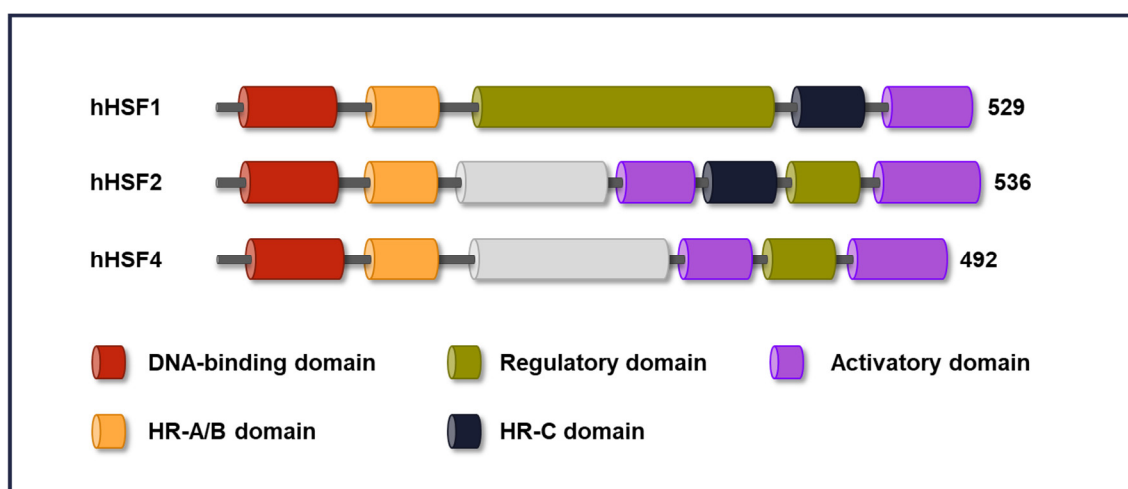 hHSF1 529
hHSF2 536
hHSF4 492
DNA-binding domain Regulatory domain Activatory domain
HR-A/B domain HR-C domain